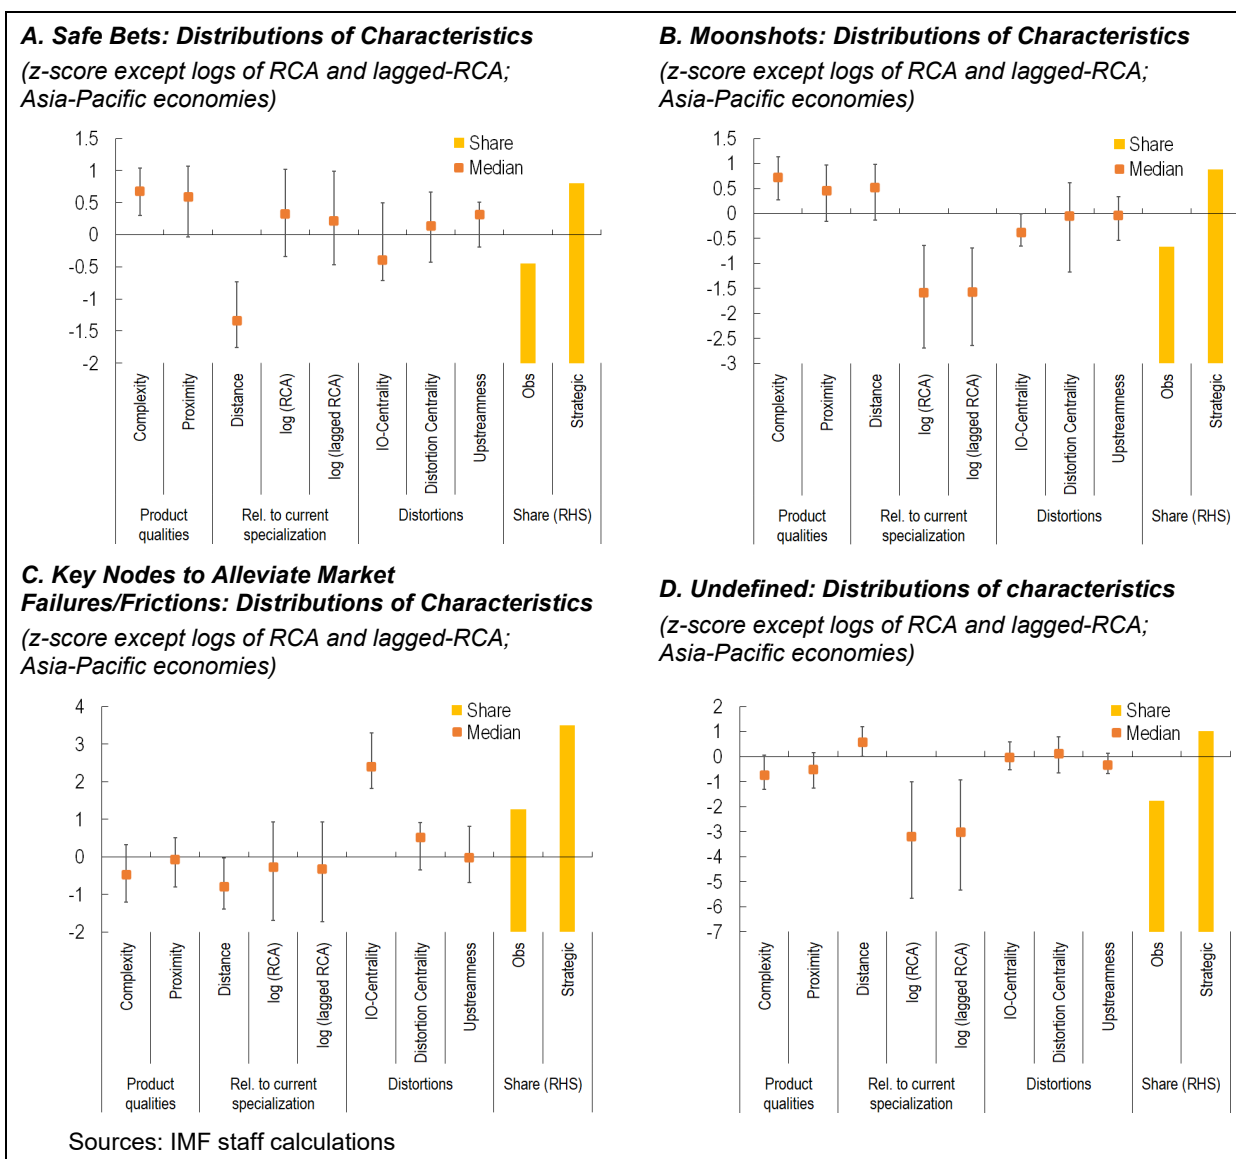 A. Safe Bets: Distributions of Characteristics
(z-score except logs of RCA and lagged-RCA;
Asia-Pacific economies)
1.5
1
0.5
0
-0.5
-1
-1.5
-2
Share
Median
Complexity
Proximity
Distance
log (RCA)
log (lagged RCA)
IO-Centrality
Distortion Centrality
Upstreamness
Obs
Strategic
Product
qualities
Rel. to current
specialization
Distortions
Share (RHS)
B. Moonshots: Distributions of Characteristics
(z-score except logs of RCA and lagged-RCA;
Asia-Pacific economies)
1.5
1
0.5
0
-0.5
-1
-1.5
-2
-2.5
-3
Share
Median
Complexity
Proximity
Distance
log (RCA)
log (lagged RCA)
IO-Centrality
Distortion Centrality
Upstreamness
Obs
Strategic
Product
qualities
Rel. to current
specialization
Distortions
Share (RHS)
C. Key Nodes to Alleviate Market
Failures/Frictions: Distributions of Characteristics
(z-score except logs of RCA and lagged-RCA;
Asia-Pacific economies)
4
3
2
1
0
-1
-2
Share
Median
Complexity
Proximity
Distance
log (RCA)
log (lagged RCA)
IO-Centrality
Distortion Centrality
Upstreamness
Obs
Strategic
Product
qualities
Rel. to current
specialization
Distortions
Share (RHS)
D. Undefined: Distributions of characteristics
(z-score except logs of RCA and lagged-RCA;
Asia-Pacific economies)
2
1
0
-1
-2
-3
-4
-5
-6
-7
Share
Median
Complexity
Proximity
Distance
log (RCA)
log (lagged RCA)
IO-Centrality
Distortion Centrality
Upstreamness
Obs
Strategic
Product
qualities
Rel. to current
specialization
Distortions
Share (RHS)
Sources: IMF staff calculations